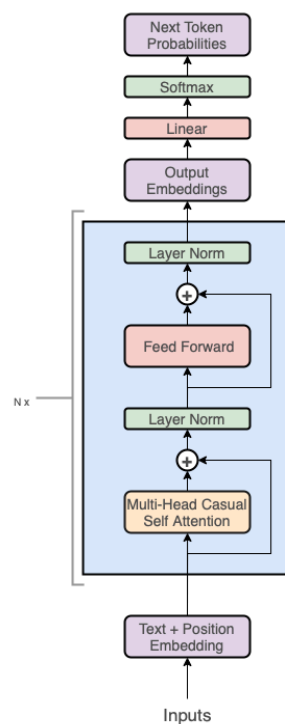 Next Token
Probabilities
Softmax
Linear
Output
Embeddings
Layer Norm
+
Feed Forward
N x
Layer Norm
+
Multi-Head Casual
Self Attention
Text + Position
Embedding
Inputs